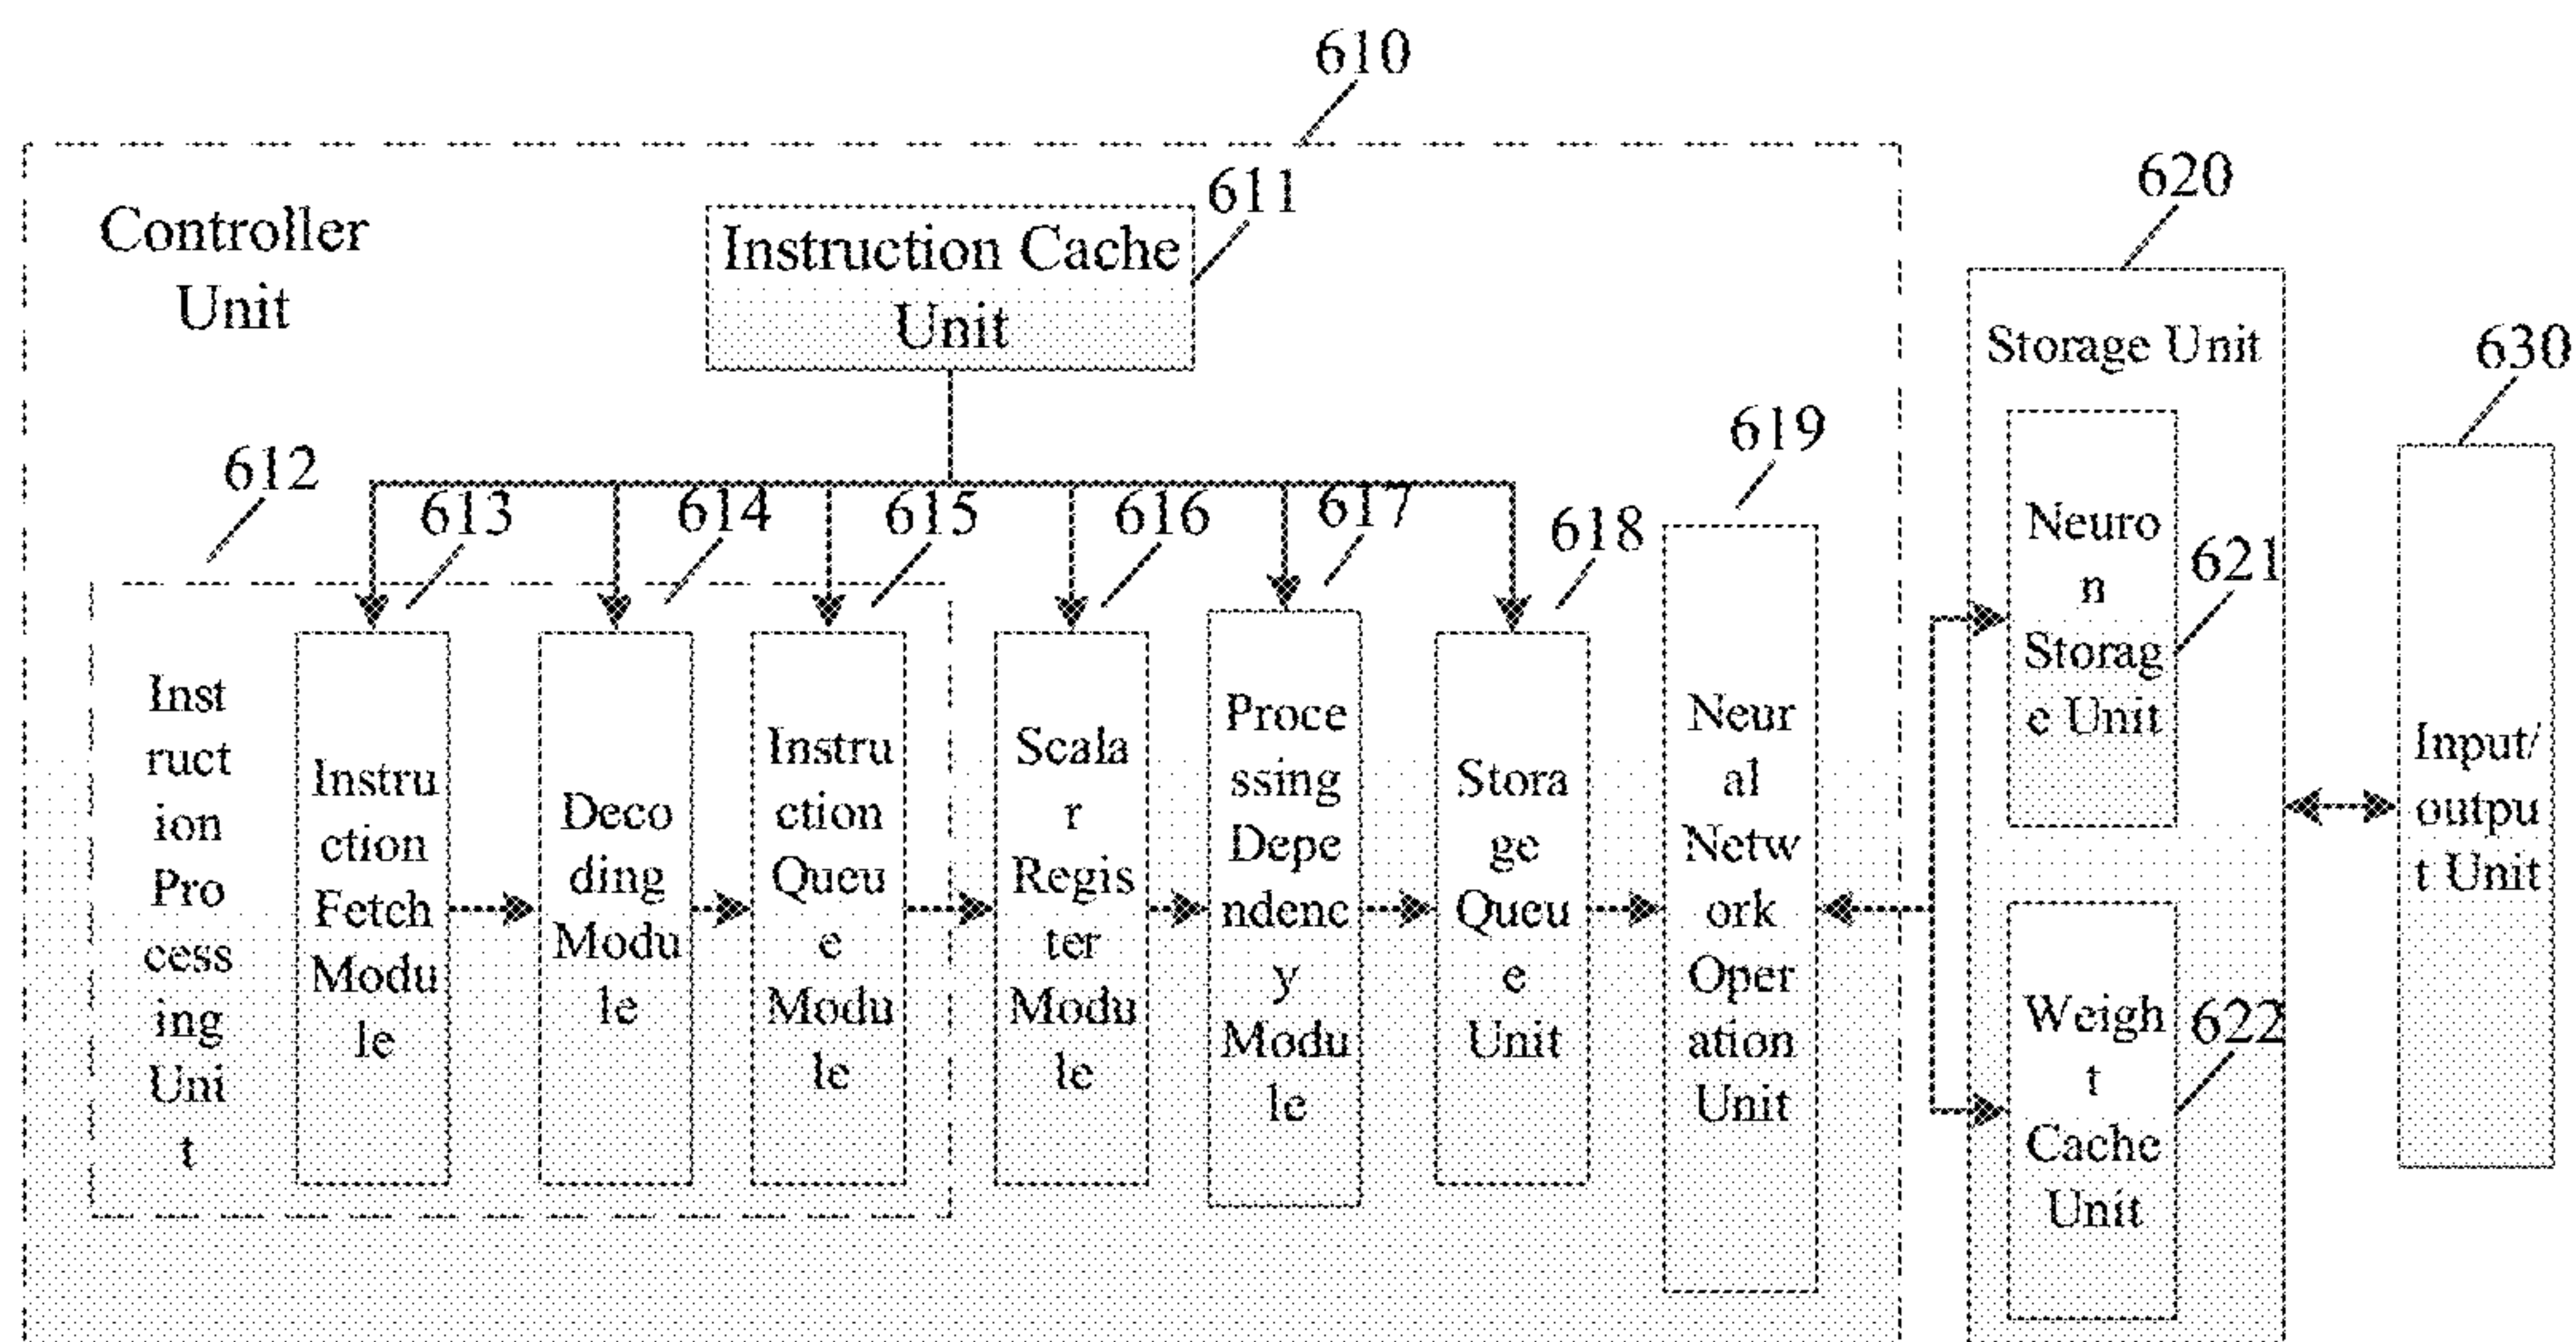 610
Controller
Unit
611
Instruction Cache
Unit
612
613
614
615
616
617
618
619
Inst
ruct
ion
Pro
cess
ing
Uni
t
Instru
ction
Fetch
Modu
le
Deco
ding
Modu
le
Instru
ction
Queu
e
Modu
le
Scala
r
Regis
ter
Modu
le
Proce
ssing
Depe
ndenc
y
Modu
le
Stora
ge
Queu
e
Unit
Neur
al
Netw
ork
Oper
ation
Unit
620
Storage Unit
Neuro
n
Storag
e Unit
621
Weigh
t
Cache
Unit
622
630
Input/
outpu
t Unit